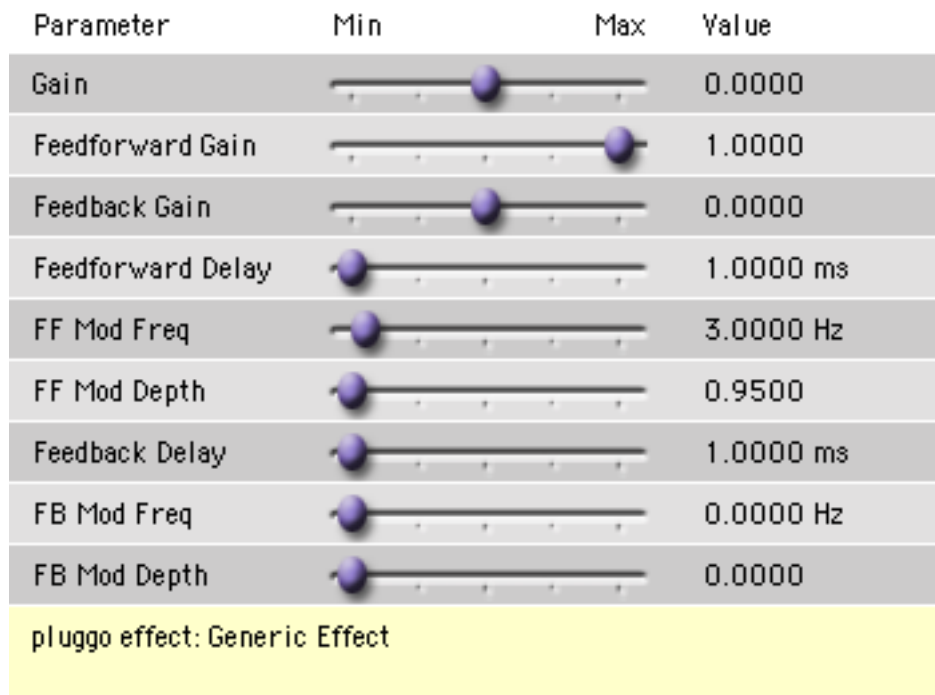 Parameter Min Max Value
Gain 0.0000
Feedforward Gain 1.0000
Feedback Gain 0.0000
Feedforward Delay 1.0000 ms
FF Mod Freq 3.0000 Hz
FF Mod Depth 0.9500
Feedback Delay 1.0000 ms
FB Mod Freq 0.0000 Hz
FB Mod Depth 0.0000
pluggo effect: Generic Effect